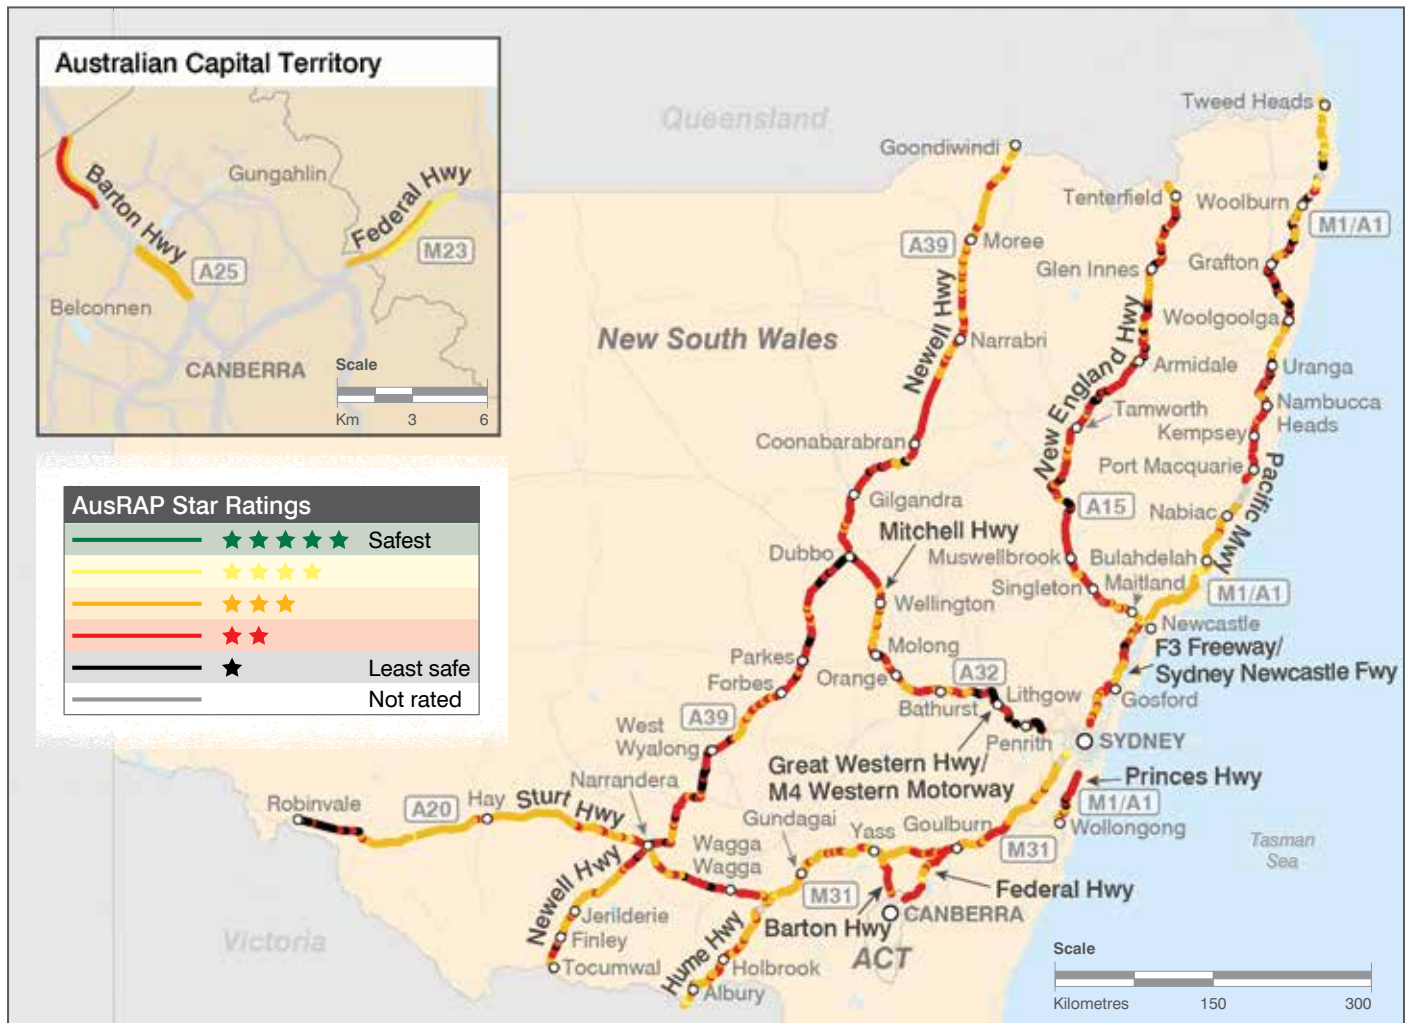 Australian Capital Territory
Barton Hwy
Gungahlin
Federal Hwy
M23
A25
Belconnen
CANBERRA
Scale
Km 3 6
AusRAP Star Ratings
Safest
Least safe
Not rated
Queensland
New South Wales
Victoria
ACT
Tasman
Sea
Tweed Heads
Goondiwindi
Tenterfield
Woolburn
M1/A1
A39
Moree
Glen Innes
Grafton
Newell Hwy
Woolgoolga
Narrabri
New England Hwy
Armidale
Uranga
Tamworth
Nambucca
Heads
Kempsey
Coonabarabran
Port Macquarie
Pacific Mwy
Gilgandra
A15
Nabiac
Mitchell Hwy
Dubbo
Muswellbrook
Bulahdelah
Singleton
Maitland
M1/A1
Wellington
Newcastle
Molong
F3 Freeway/
Sydney Newcastle Fwy
Parkes
Orange
A32
Lithgow
Forbes
Bathurst
Gosford
A39
West
Wyalong
Penrith
SYDNEY
Great Western Hwy/
M4 Western Motorway
Princes Hwy
Narrandera
Robinvale
A20
Hay
Sturt Hwy
M1/A1
Gundagai
Yass
Goulburn
Wollongong
Wagga
Wagga
M31
Newell Hwy
M31
Federal Hwy
Jerilderie
Barton Hwy
CANBERRA
Finley
Hume Hwy
Tocumwal
Holbrook
Albury
Scale
Kilometres 150 300